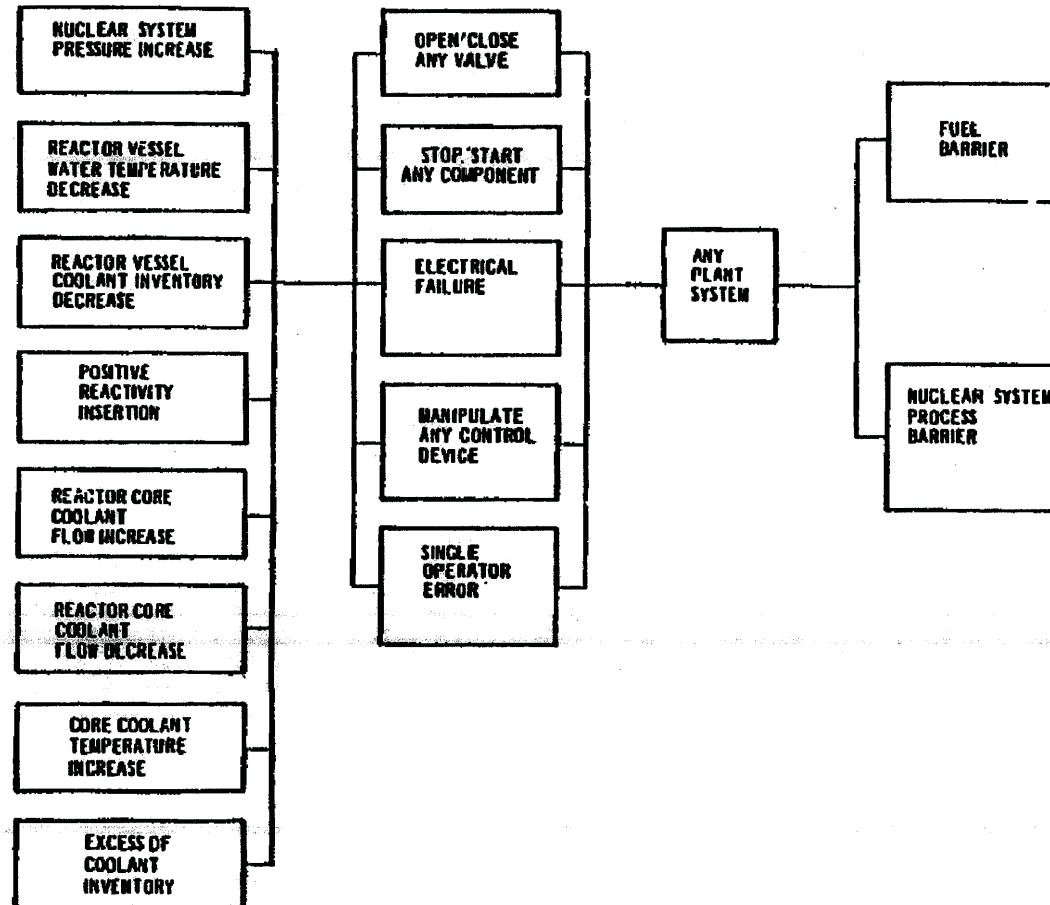 NUCLEAR SYSTEM
PRESSURE INCREASE
REACTOR VESSEL
WATER TEMPERATURE
DECREASE
REACTOR VESSEL
COOLANT INVENTORY
DECREASE
POSITIVE
REACTIVITY
INSERTION
REACTOR CORE
COOLANT
FLOW INCREASE
REACTOR CORE
COOLANT
FLOW DECREASE
CORE COOLANT
TEMPERATURE
INCREASE
EXCESS OF
COOLANT
INVENTORY
OPEN/CLOSE
ANY VALVE
STOP/START
ANY COMPONENT
ELECTRICAL
FAILURE
MANIPULATE
ANY CONTROL
DEVICE
SINGLE
OPERATOR
ERROR
ANY
PLANT
SYSTEM
FUEL
BARRIER
NUCLEAR SYSTEM
PROCESS
BARRIER